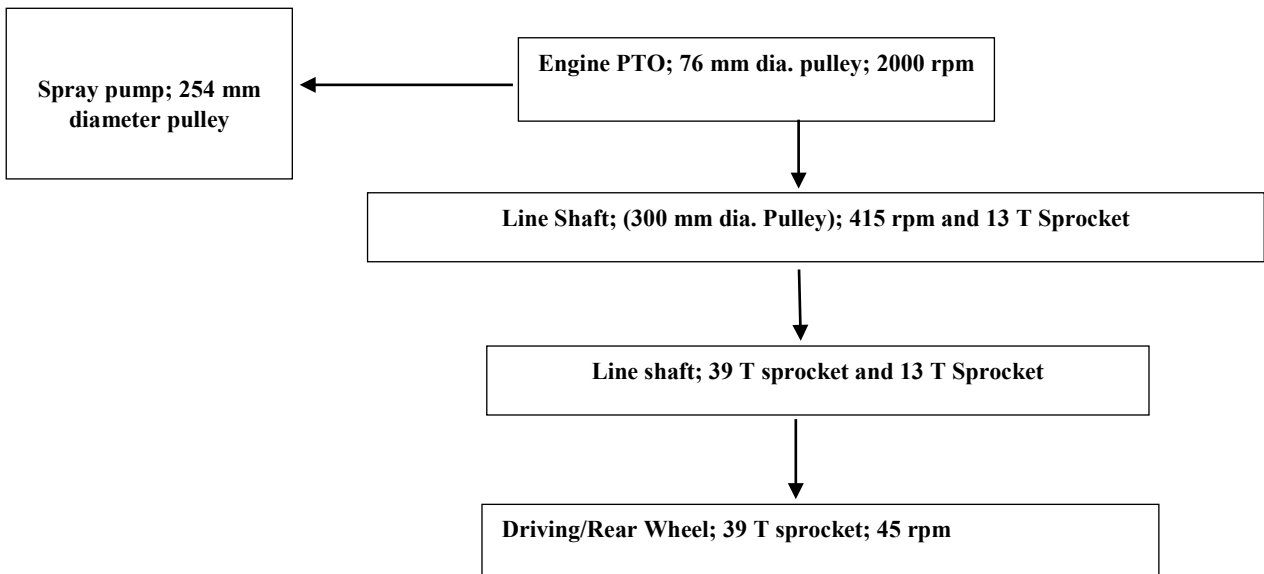 Spray pump; 254 mm
diameter pulley
Engine PTO; 76 mm dia. pulley; 2000 rpm
Line Shaft; (300 mm dia. Pulley); 415 rpm and 13 T Sprocket
Line shaft; 39 T sprocket and 13 T Sprocket
Driving/Rear Wheel; 39 T sprocket; 45 rpm